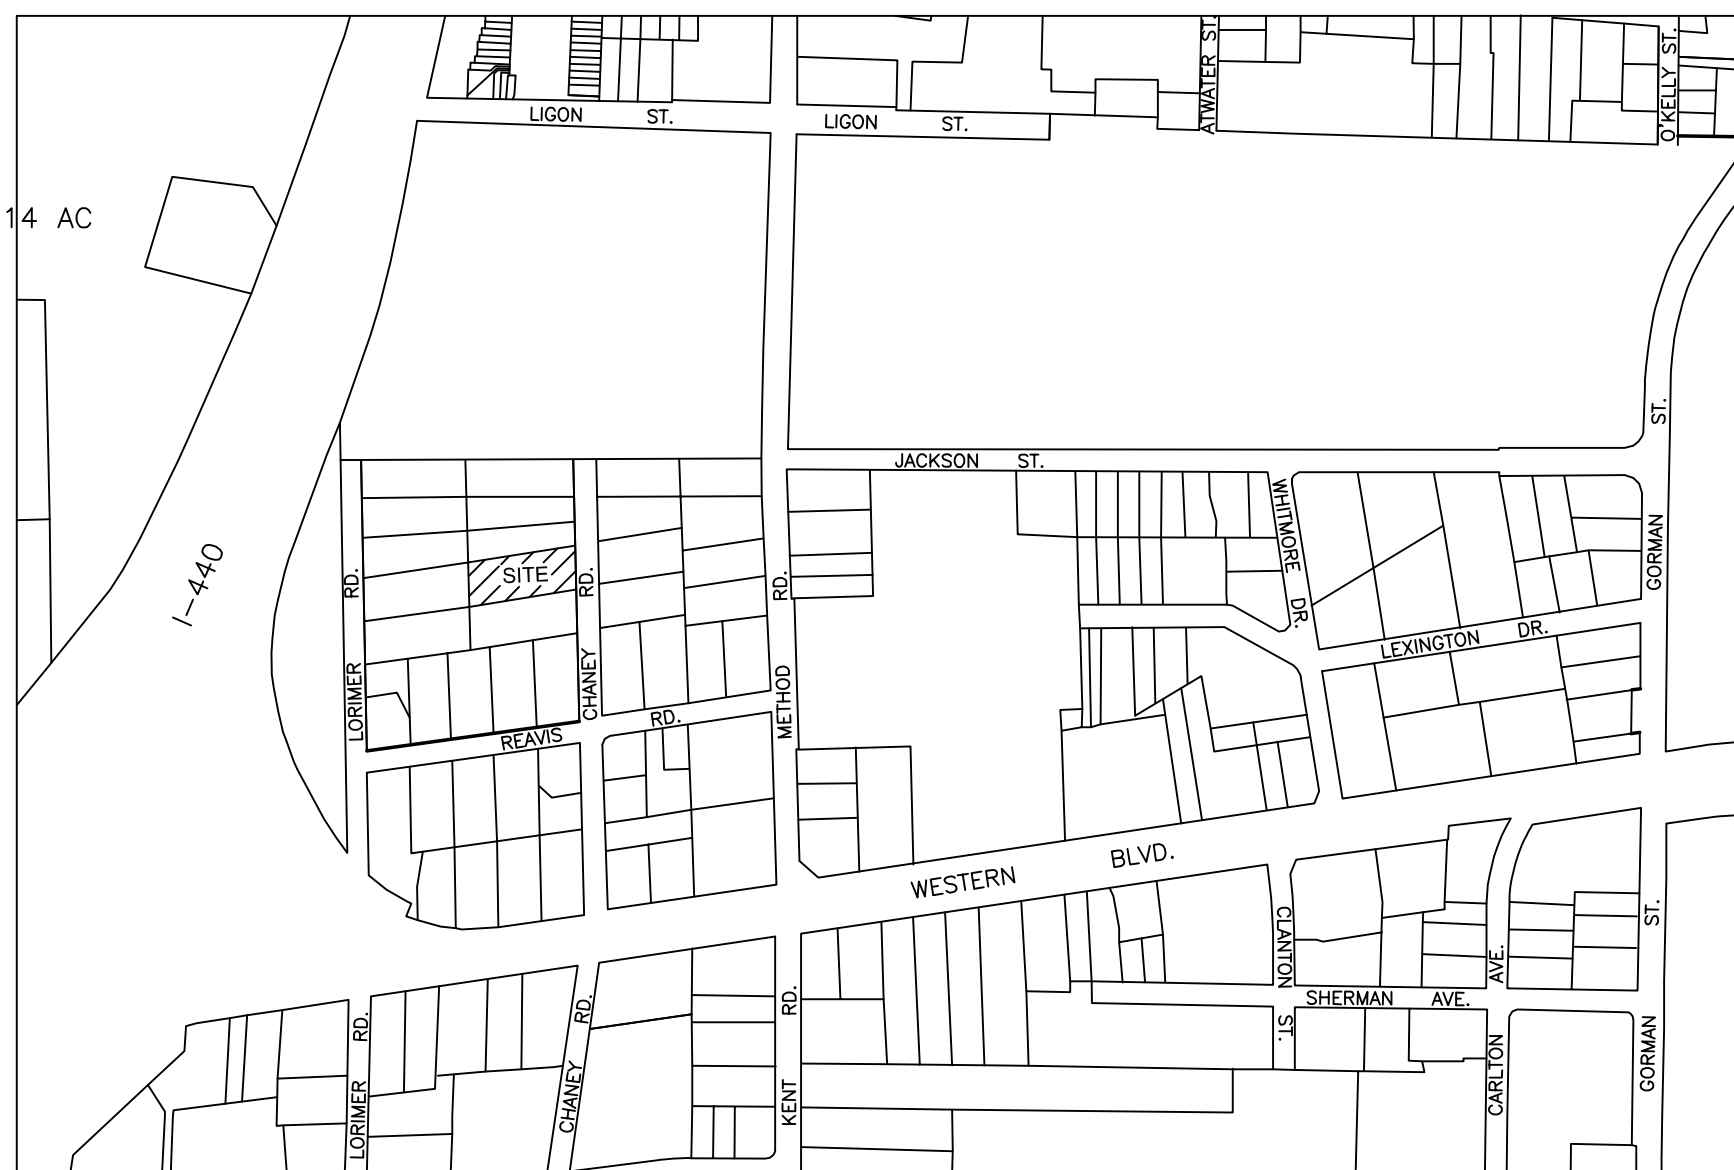 ATWATER ST.
O'KELLY ST.
LIGON ST.
LIGON ST.
14 AC
ST.
JACKSON ST.
WHITMORE DR.
GORMAN
I-440
SITE
LORIMER RD.
CHANEY RD.
METHOD RD.
LEXINGTON DR.
REAVIS RD.
WESTERN BLVD.
CLANTON ST.
ST.
SHERMAN AVE.
CARLTON AVE.
LORIMER RD.
CHANEY RD.
KENT RD.
GORMAN